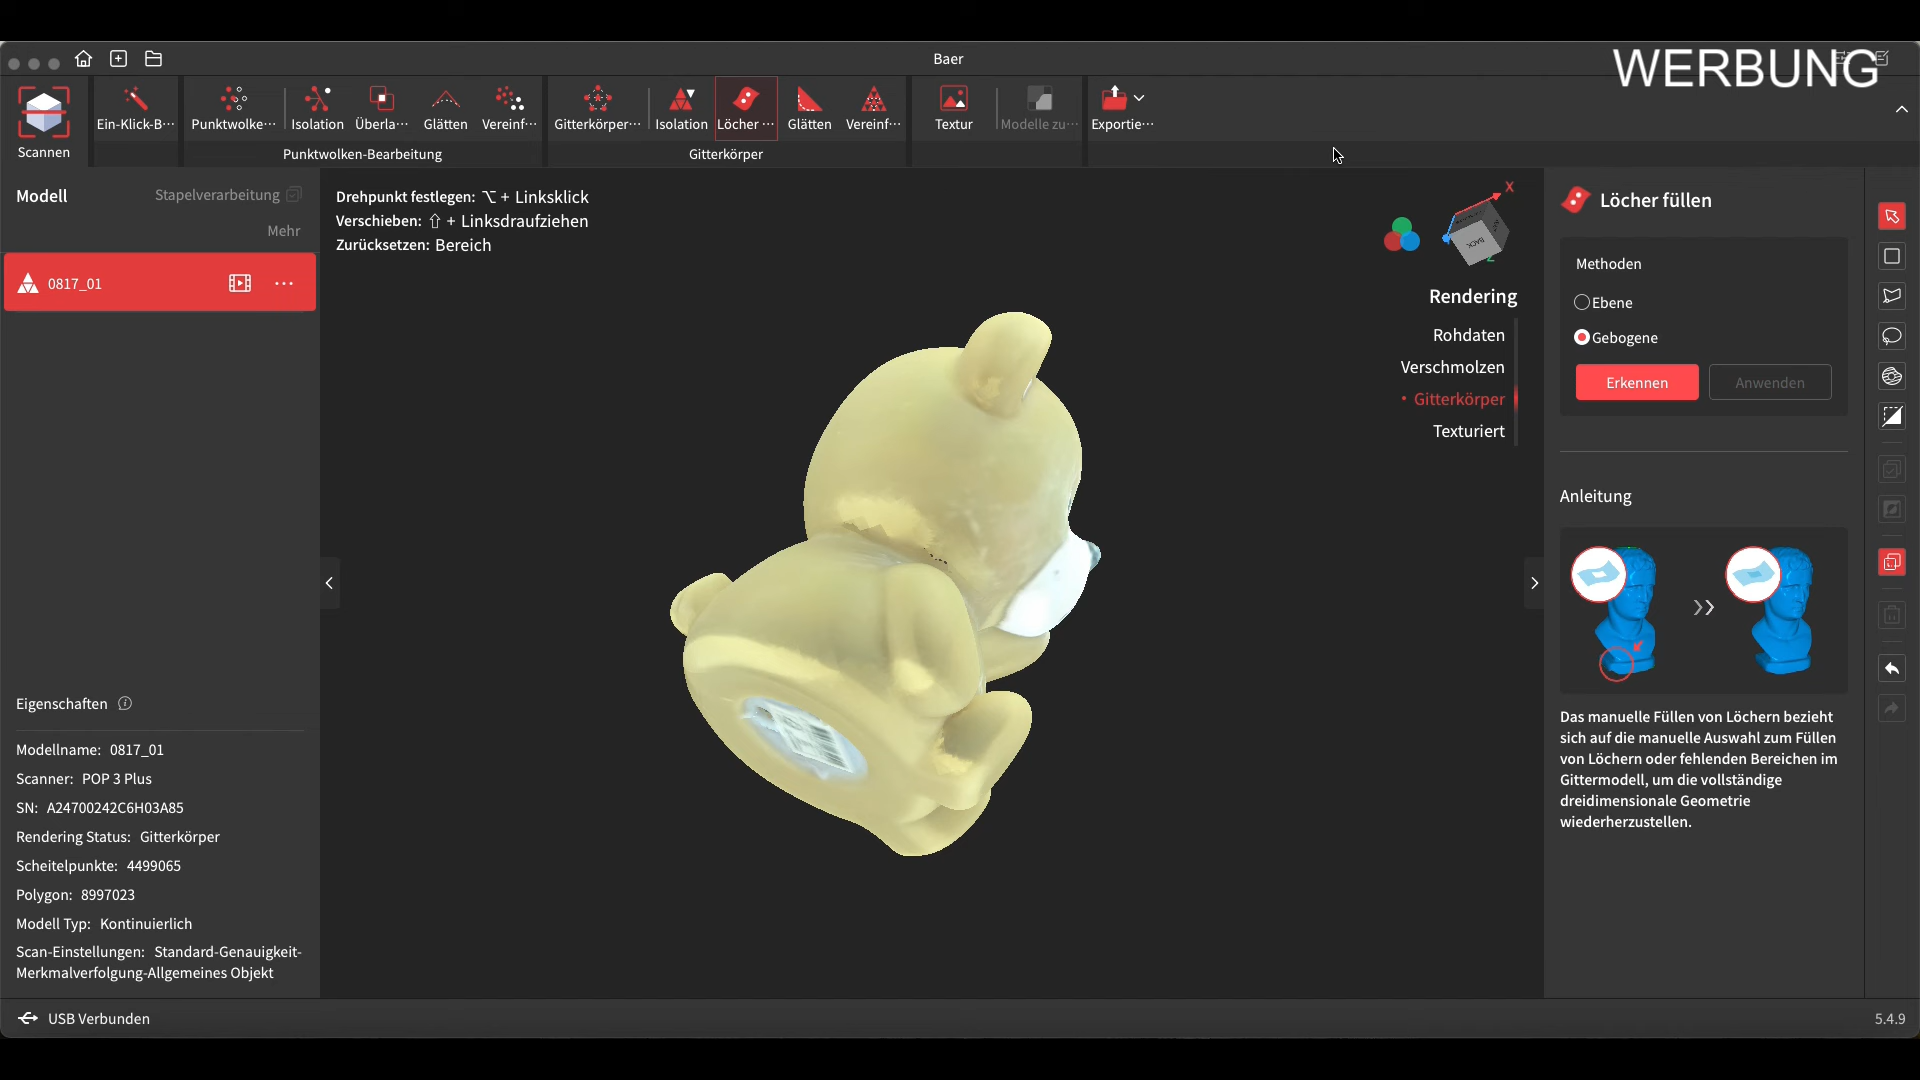 Baer
WERBUNG
Scannen
Ein-Klick-B···
Punktwolke···
Isolation
Überla···
Glätten
Vereinf···
Punktwolken-Bearbeitung
Gitterkörper···
Isolation
Löcher ···
Glätten
Vereinf···
Gitterkörper
Textur
Modelle zu···
Exportie···
Modell
Stapelverarbeitung
Mehr
0817_01
Drehpunkt festlegen: ⌥ + Linksklick
Verschieben: ⇧ + Linksdraufziehen
Zurücksetzen: Bereich
X
BACK
Z
Rendering
Rohdaten
Verschmolzen
• Gitterkörper
Texturiert
Löcher füllen
Methoden
Ebene
Gebogene
Erkennen
Anwenden
Anleitung
Das manuelle Füllen von Löchern bezieht
sich auf die manuelle Auswahl zum Füllen
von Löchern oder fehlenden Bereichen im
Gittermodell, um die vollständige
dreidimensionale Geometrie
wiederherzustellen.
Eigenschaften
Modellname: 0817_01
Scanner: POP 3 Plus
SN: A24700242C6H03A85
Rendering Status: Gitterkörper
Scheitelpunkte: 4499065
Polygon: 8997023
Modell Typ: Kontinuierlich
Scan-Einstellungen: Standard-Genauigkeit-
Merkmalverfolgung-Allgemeines Objekt
USB Verbunden
5.4.9